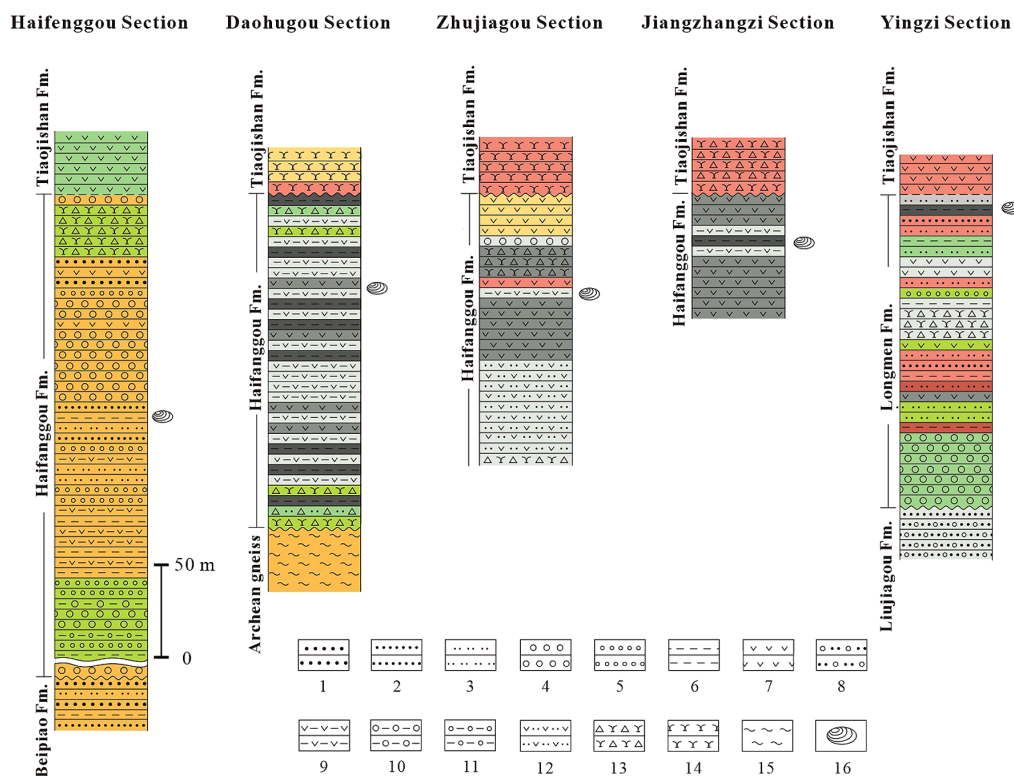 Haifenggou Section
Daohugou Section
Zhujiagou Section
Jiangzhangzi Section
Yingzi Section
Tiaojishan Fm.
Haifanggou Fm.
Beipiao Fm.
Tiaojishan Fm.
Haifanggou Fm.
Archean gneiss
Tiaojishan Fm.
Haifanggou Fm.
Tiaojishan Fm.
Haifanggou Fm.
Tiaojishan Fm.
Longmen Fm.
Liujiagou Fm.
50 m
0
1 2 3 4 5 6 7 8
9 10 11 12 13 14 15 16